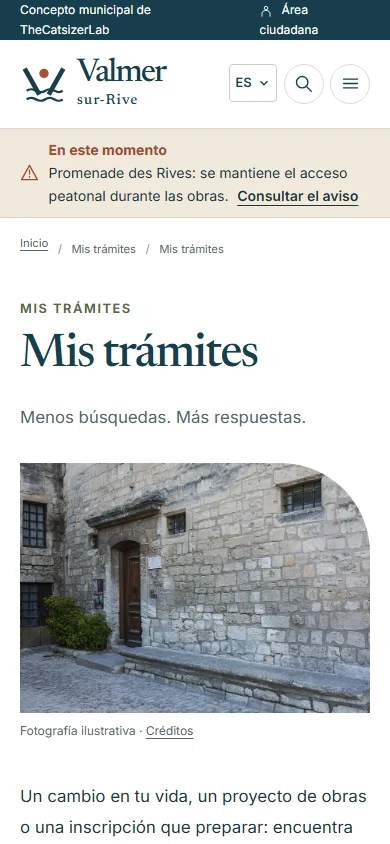 Concepto municipal de
TheCatsizerLab
Área
ciudadana
Valmer
sur-Rive
ES
En este momento
Promenade des Rives: se mantiene el acceso
peatonal durante las obras. Consultar el aviso
Inicio / Mis trámites / Mis trámites
MIS TRÁMITES
Mis trámites
Menos búsquedas. Más respuestas.
Fotografía ilustrativa · Créditos
Un cambio en tu vida, un proyecto de obras
o una inscripción que preparar: encuentra